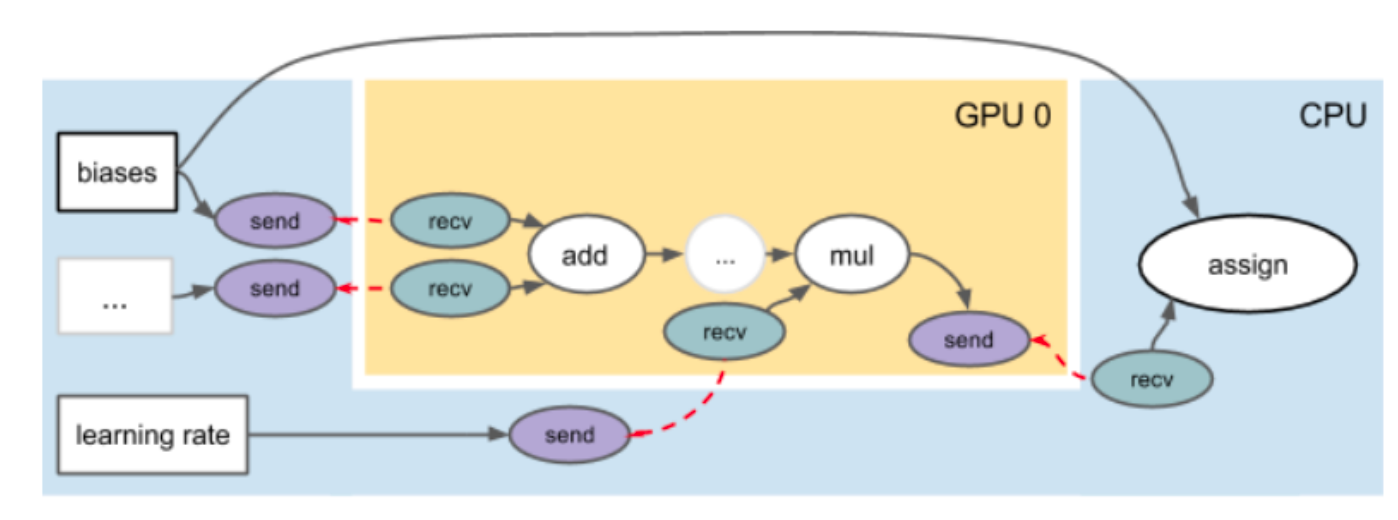 GPU 0
CPU
biases
send
recv
add
...
mul
assign
...
send
recv
recv
send
recv
learning rate
send